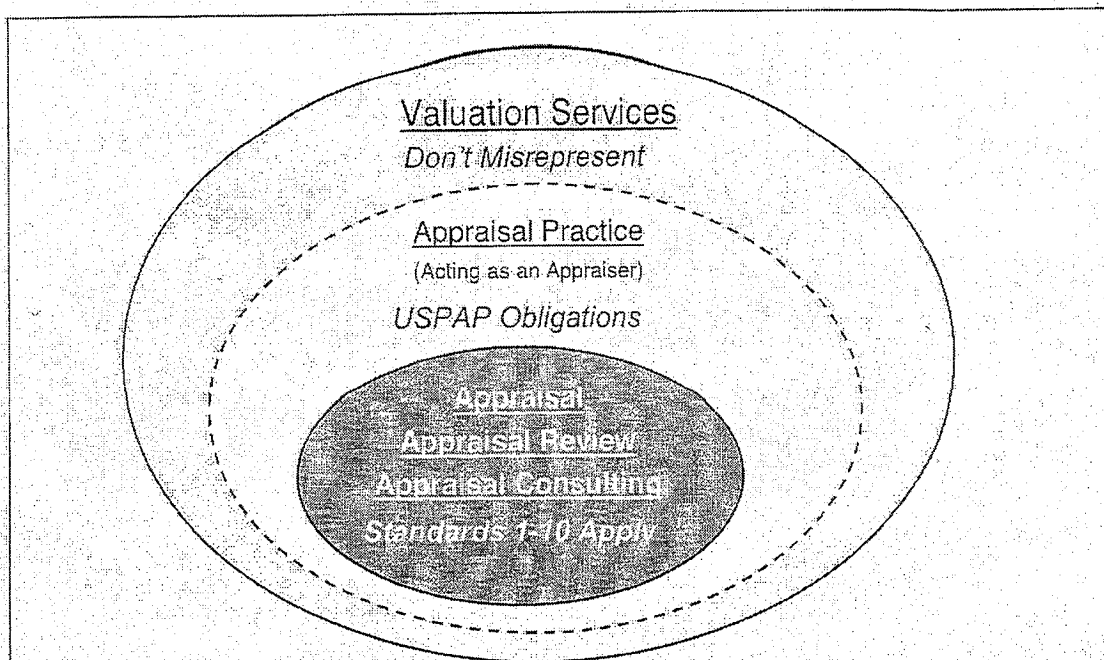 Valuation Services
Don't Misrepresent
Appraisal Practice
(Acting as an Appraiser)
USPAP Obligations
Appraisal
Appraisal Review
Appraisal Consulting
Standards 1-10 Apply